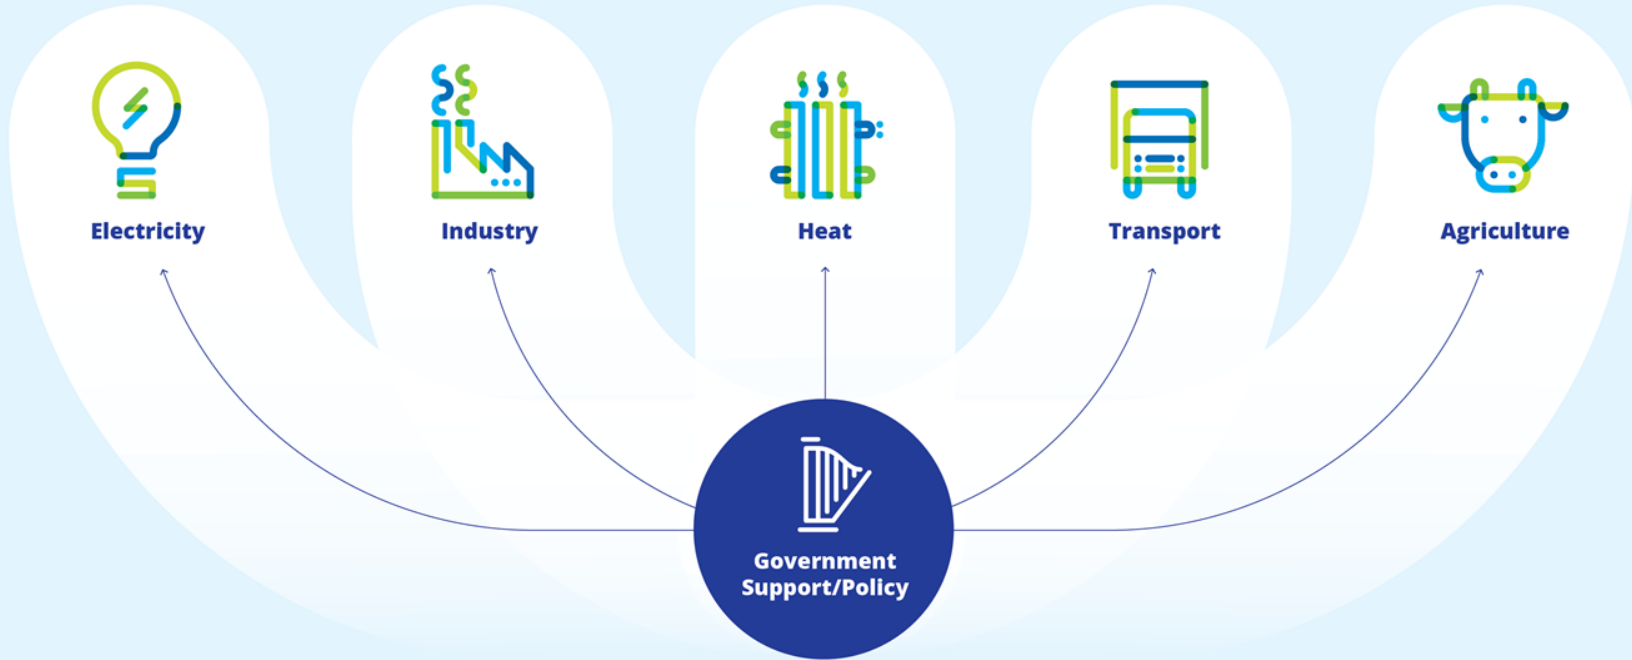 Electricity
Industry
Heat
Transport
Agriculture
Government
Support/Policy